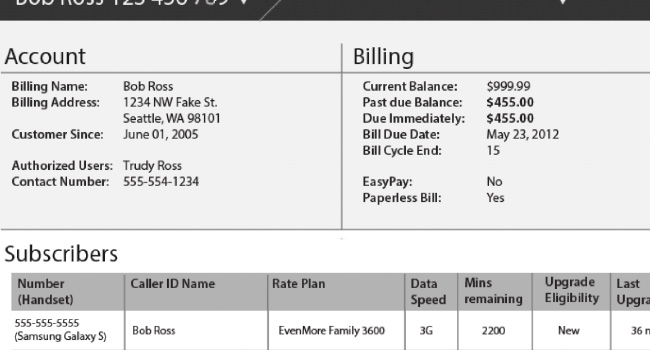 Bob Ross 123 456 789
Account
Billing
Billing Name: Bob Ross
Billing Address: 1234 NW Fake St.
Seattle, WA 98101
Customer Since: June 01, 2005
Authorized Users: Trudy Ross
Contact Number: 555-554-1234
Current Balance: $999.99
Past due Balance: $455.00
Due Immediately: $455.00
Bill Due Date: May 23, 2012
Bill Cycle End: 15
EasyPay: No
Paperless Bill: Yes
Subscribers
Number (Handset)
Caller ID Name
Rate Plan
Data Speed
Mins remaining
Upgrade Eligibility
Last
555-555-5555
(Samsung Galaxy S)
Bob Ross
EvenMore Family 3600
3G
2200
New
36